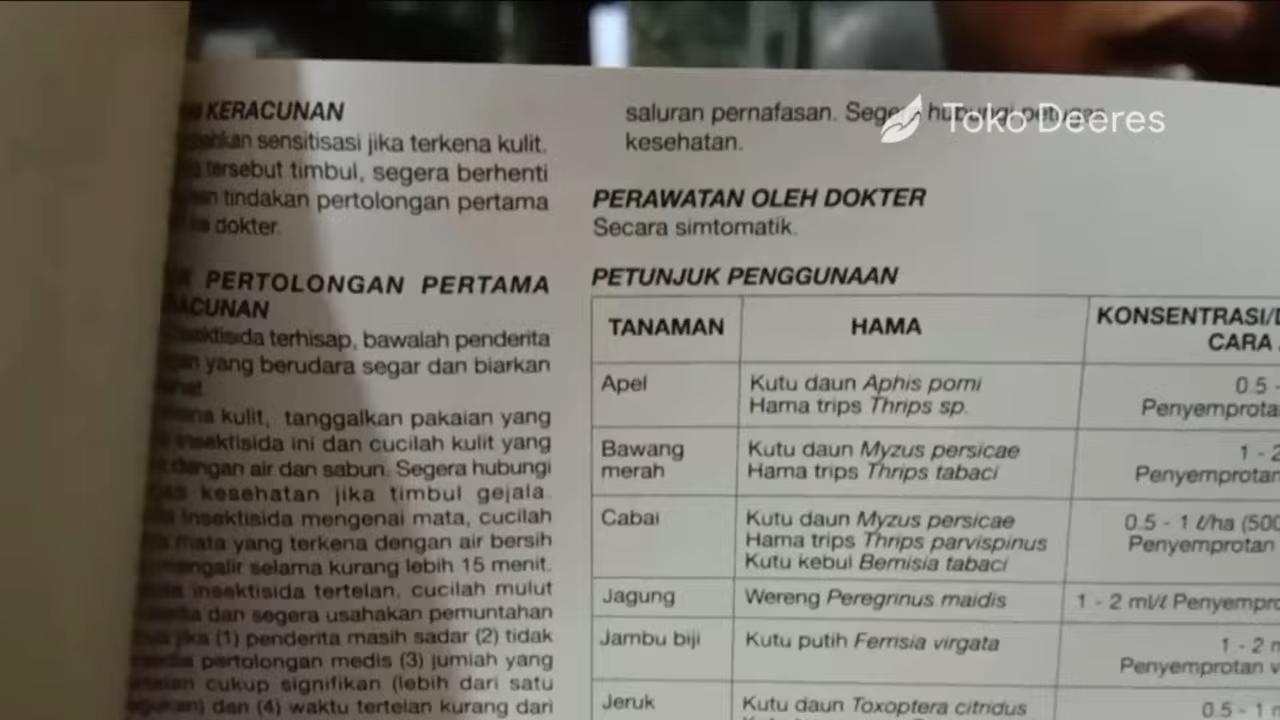 KERACUNAN
sensitisasi jika terkena kulit.
tersebut timbul, segera berhenti
tindakan pertolongan pertama
dokter.
PERTOLONGAN PERTAMA
terhisap, bawalah penderita
yang berudara segar dan biarkan
kulit, tanggalkan pakaian yang
insektisida ini dan cucilah kulit yang
dengan air dan sabun. Segera hubungi
kesehatan jika timbul gejala.
insektisida mengenai mata, cucilah
mata yang terkena dengan air bersih
mengalir selama kurang lebih 15 menit.
insektisida tertelan, cucilah mulut
dan segera usahakan pemuntahan
jika (1) penderita masih sadar (2) tidak
pertolongan medis (3) jumlah yang
cukup signifikan (lebih dari satu
dan (4) waktu tertelan kurang dari
saluran pernafasan. Segera hubungi petugas
kesehatan.
Toko Deeres
PERAWATAN OLEH DOKTER
Secara simtomatik.
PETUNJUK PENGGUNAAN
TANAMAN HAMA KONSENTRASI/
CARA
Apel Kutu daun Aphis pomi 0.5 -
Hama trips Thrips sp. Penyemprota
Bawang Kutu daun Myzus persicae 1 - 2
merah Hama trips Thrips tabaci Penyemprotan
Cabai Kutu daun Myzus persicae 0.5 - 1 ℓ/ha (500
Hama trips Thrips parvispinus Penyemprotan
Kutu kebul Bemisia tabaci
Jagung Wereng Peregrinus maidis 1 - 2 ml/ℓ Penyempro
Jambu biji Kutu putih Ferrisia virgata 1 - 2 m
Penyemprotan v
Jeruk Kutu daun Toxoptera citridus 0.5 - 1 m